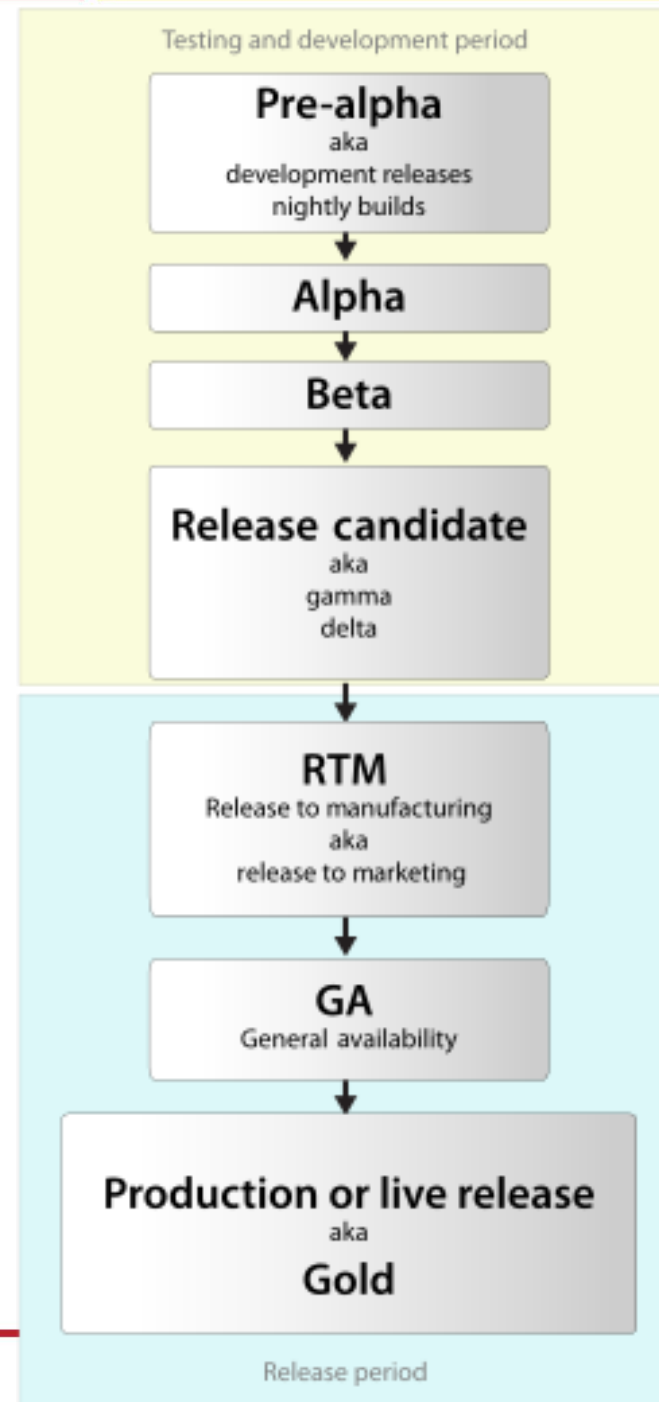 Testing and development period
Pre-alpha
aka
development releases
nightly builds
Alpha
Beta
Release candidate
aka
gamma
delta
RTM
Release to manufacturing
aka
release to marketing
GA
General availability
Production or live release
aka
Gold
Release period